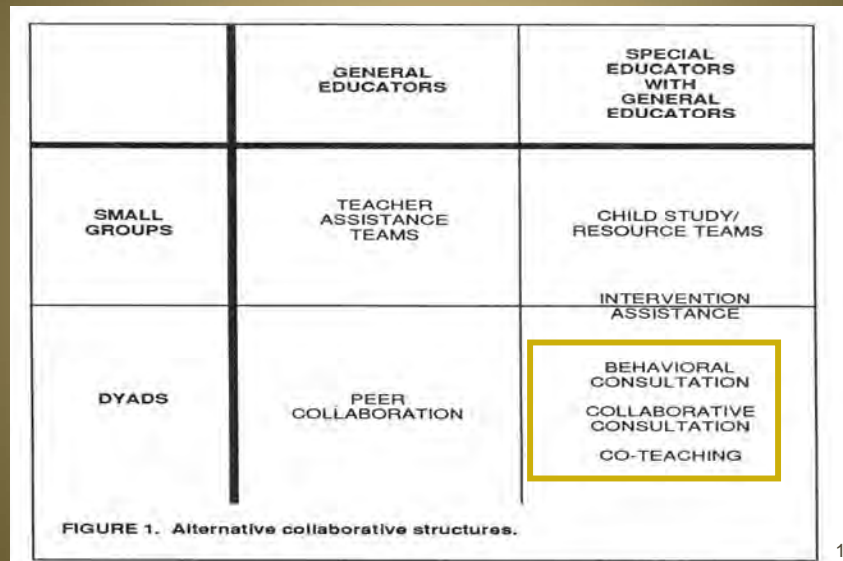 GENERAL
EDUCATORS
SPECIAL
EDUCATORS
WITH
GENERAL
EDUCATORS
SMALL
GROUPS
TEACHER
ASSISTANCE
TEAMS
CHILD STUDY/
RESOURCE TEAMS
INTERVENTION
ASSISTANCE
DYADS
PEER
COLLABORATION
BEHAVIORAL
CONSULTATION
COLLABORATIVE
CONSULTATION
CO-TEACHING
FIGURE 1. Alternative collaborative structures.
1